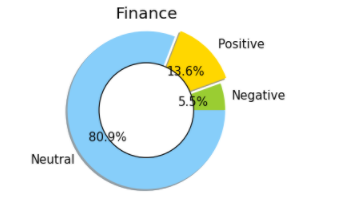 Finance
Positive
13.6%
Negative
5.5%
80.9%
Neutral